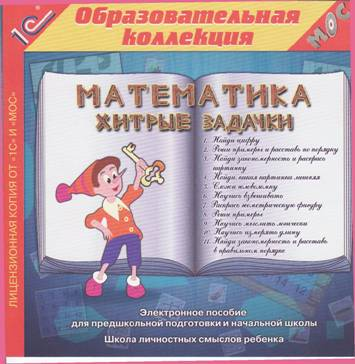 1С
Образовательная
коллекция
МОС
ЛИЦЕНЗИОННАЯ КОПИЯ ОТ «1С» И «МОС»
МАТЕМАТИКА
ХИТРЫЕ ЗАДАЧКИ
1. Найди цифру
2. Реши примеры и расставь по порядку
3. Найди закономерность и раскрась
картинку
4. Найди, какая картинка лишняя
5. Сложи головоломку
6. Научись взвешивать
7. Раскрась геометрическую фигуру
8. Реши примеры
9. Научись мыслить логически
10. Научись измерять длину
11. Найди закономерность и расставь
в правильном порядке
Электронное пособие
для предшкольной подготовки и начальной школы
Школа личностных смыслов ребенка